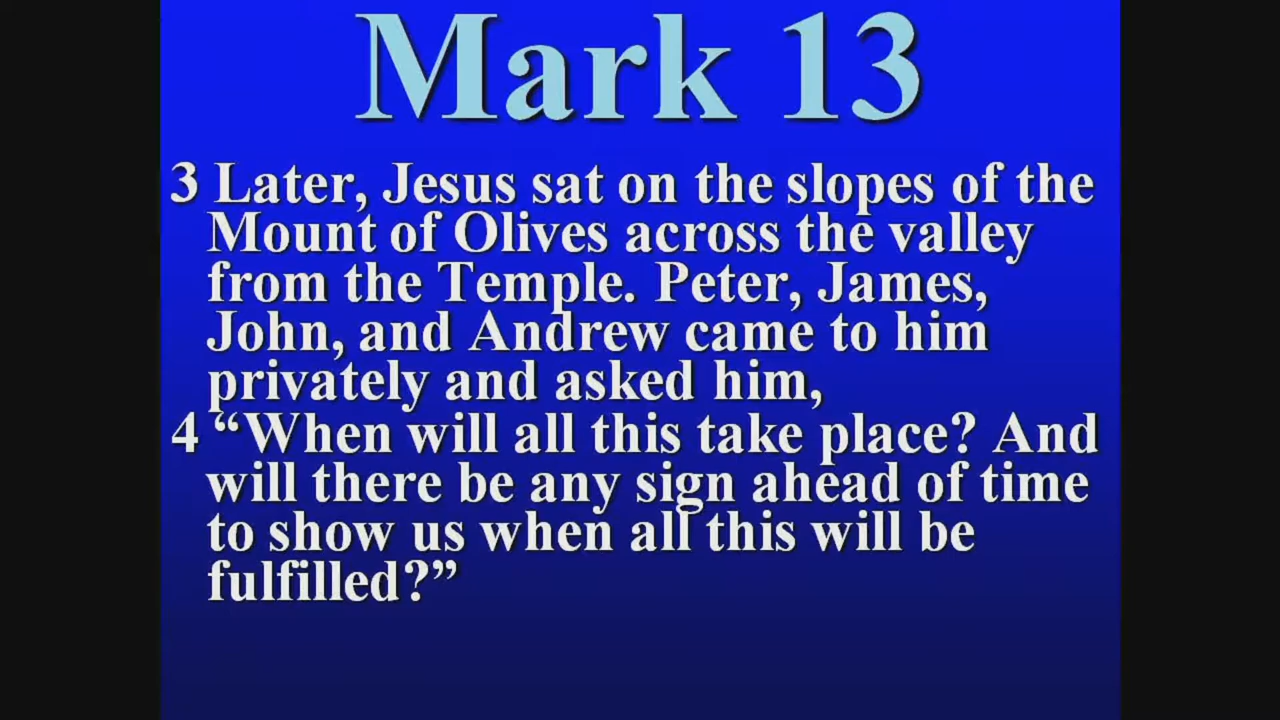 Mark 13
3 Later, Jesus sat on the slopes of the
Mount of Olives across the valley
from the Temple. Peter, James,
John, and Andrew came to him
privately and asked him,
4 “When will all this take place? And
will there be any sign ahead of time
to show us when all this will be
fulfilled?”